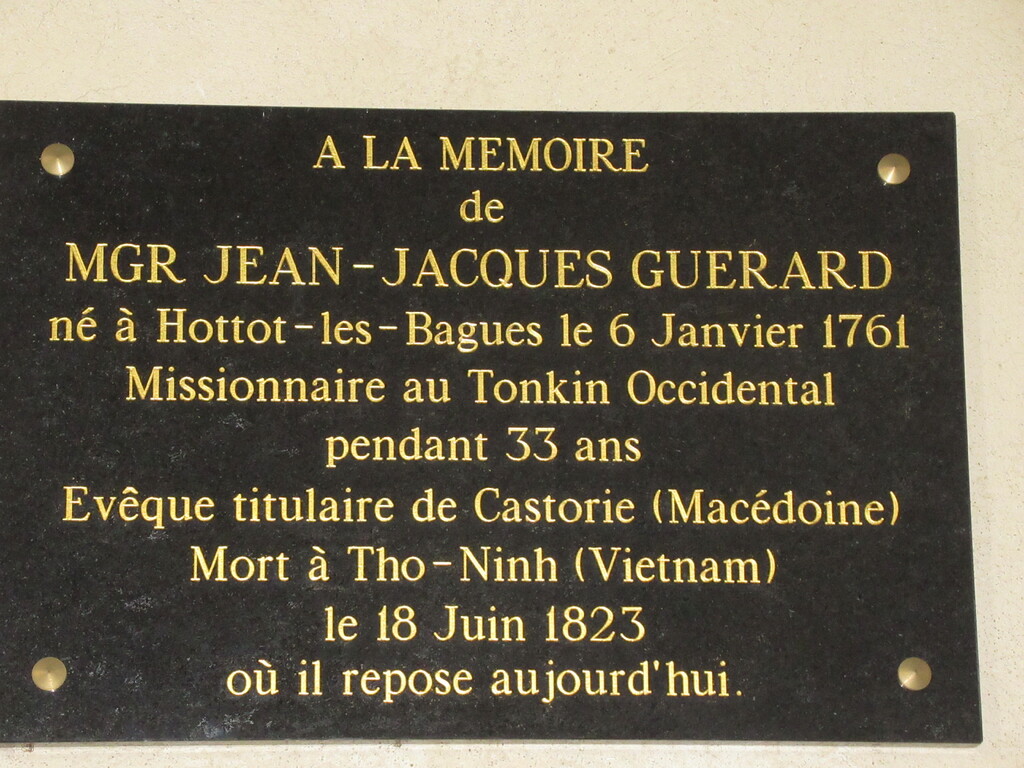 A LA MEMOIRE
de
MGR JEAN-JACQUES GUERARD
né à Hottot-les-Bagues le 6 Janvier 1761
Missionnaire au Tonkin Occidental
pendant 33 ans
Evêque titulaire de Castorie (Macédoine)
Mort à Tho-Ninh (Vietnam)
le 18 Juin 1823
où il repose aujourd'hui.